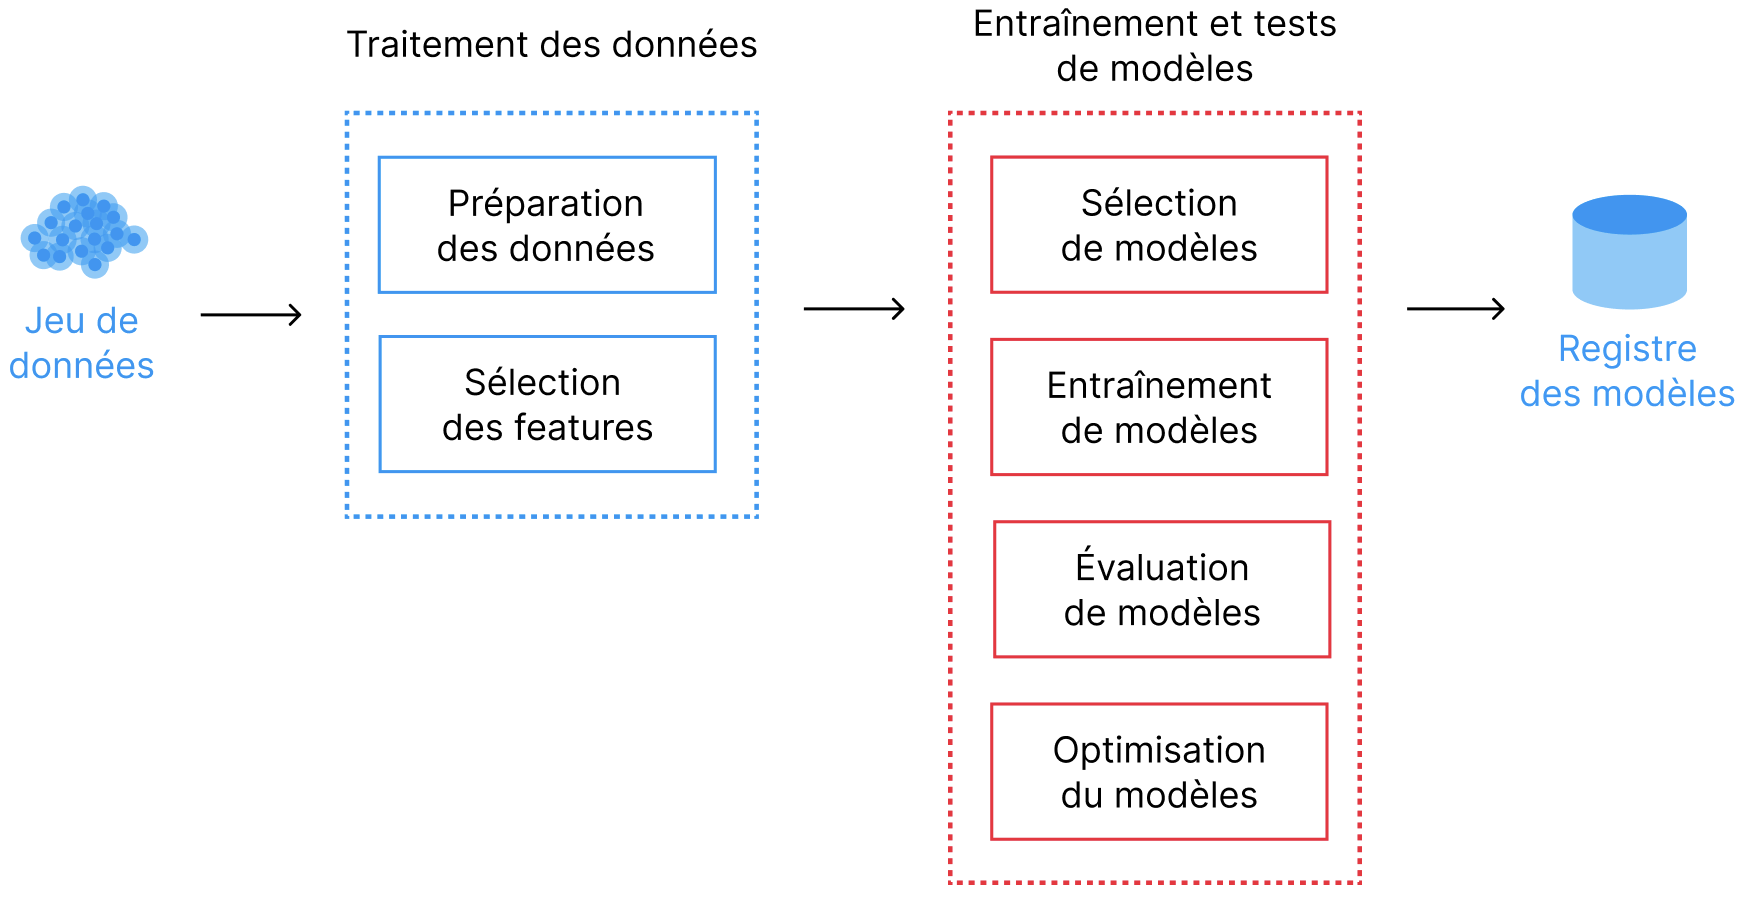 Traitement des données
Entraînement et tests
de modèles
Jeu de
données
Préparation
des données
Sélection
des features
Sélection
de modèles
Entraînement
de modèles
Évaluation
de modèles
Optimisation
du modèles
Registre
des modèles